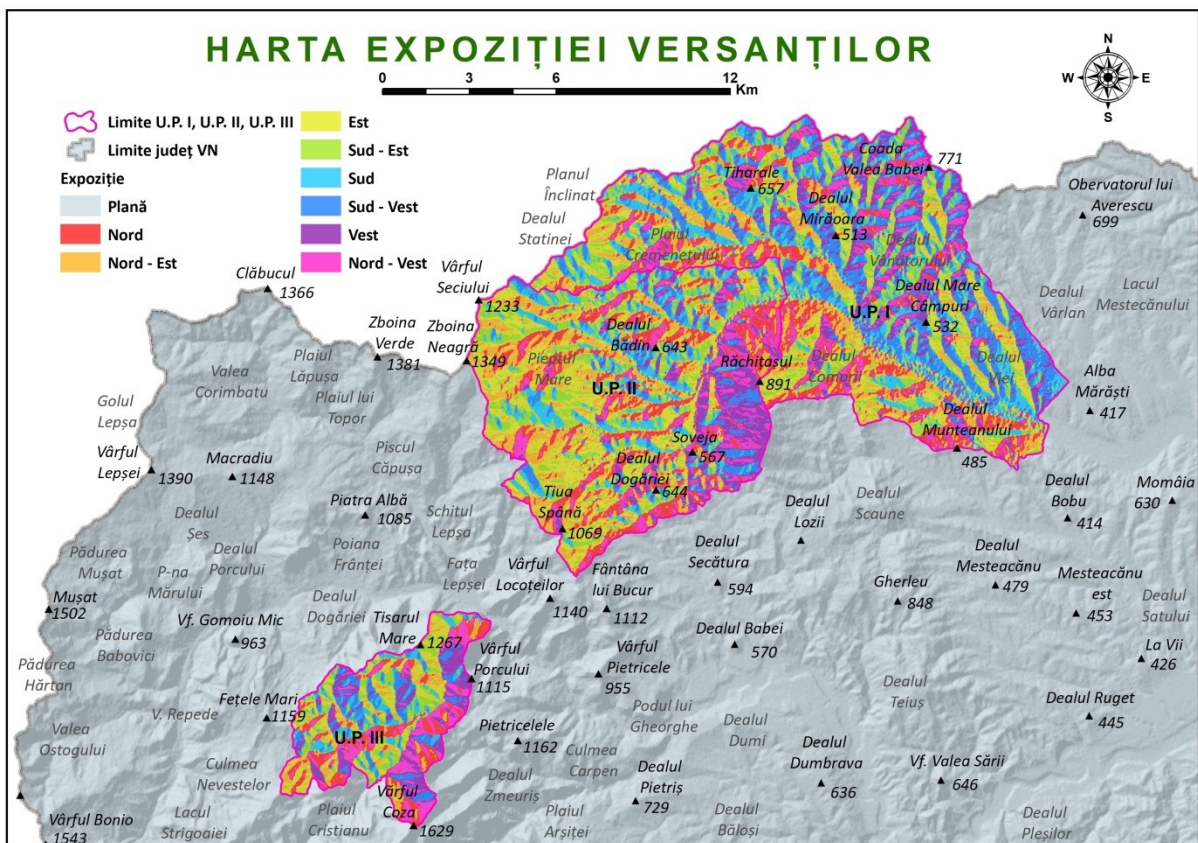 HARTA EXPOZIȚIEI VERSANȚILOR
0 3 6 12
Km
N
W E
S
Limite U.P. I, U.P. II, U.P. III
Limite județ VN
Expoziție
Plană
Nord
Nord - Est
Est
Sud - Est
Sud
Sud - Vest
Vest
Nord - Vest
Coada
Valea Babei
771
Tiharale
657
Planul
Înclinat
Dealul
Mirăoara
513
Obervatorul lui
Averescu
699
Dealul
Statinei
Plaiul
Cremenețului
Dealul
Vânătorului
Clăbucul
1366
Vârful
Seciului
1233
Dealul Mare
Câmpuri
532
U.P. I
Dealul
Vârlan
Lacul
Mestecănului
Zboina
Verde
1381
Zboina
Neagră
1349
Dealul
Bădin
643
Pieptul
Mare
U.P. II
Răchitașul
891
Dealul
Comorii
Dealul
Viei
Alba
Mărăști
417
Valea
Corimbatu
Plaiul
Lăpușa
Plaiul lui
Topor
Golul
Lepșa
Vârful
Lepșei
1390
Macradiu
1148
Piscul
Căpușa
Soveja
567
Dealul
Munteanului
485
Dealul
Dogăriei
644
Tiua
Spână
1069
Piatra Albă
1085
Schitul
Lepșa
Dealul
Șes
Dealul
Lozii
Dealul
Scaune
Dealul
Bobu
414
Momâia
630
Pădurea
Mușat
P-na
Mărului
Dealul
Porcului
Poiana
Frânței
Fața
Lepșei
Vârful
Locoțeilor
1140
Fântâna
lui Bucur
1112
Dealul
Secătura
594
Gherleu
848
Dealul
Mesteacănu
479
Mesteacănu
est
453
Dealul
Satului
Mușat
1502
Vf. Gomoiu Mic
963
Dealul
Dogăriei
Tisarul
Mare
1267
Pădurea
Babovici
Vârful
Porcului
1115
Vârful
Pietricele
955
Dealul Babei
570
La Vii
426
Pădurea
Hărtan
Fețele Mari
1159
V. Repede
Valea
Ostogului
U.P. III
Pietricelele
1162
Podul lui
Gheorghe
Dealul
Dumi
Dealul
Teiuș
Dealul Ruget
445
Culmea
Nevestelor
Culmea
Carpen
Dealul
Zmeuriș
Dealul
Pietriș
729
Dealul
Dumbrava
636
Vf. Valea Sării
646
Vârful
Coza
1629
Vârful Bonio
1543
Lacul
Strigoaiei
Plaiul
Cristianu
Plaiul
Arșiței
Dealul
Băloși
Dealul
Pleșilor